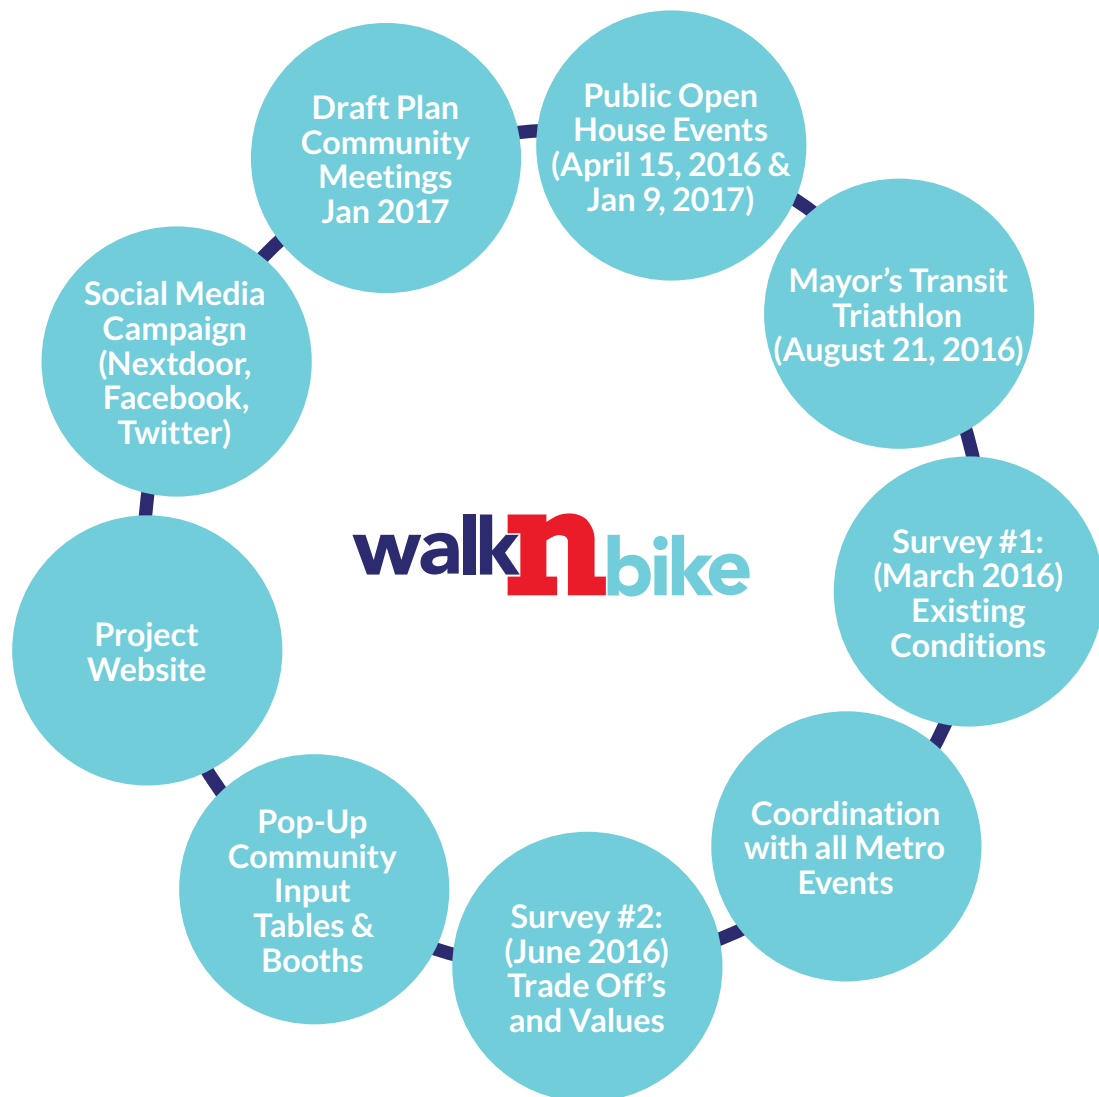 Draft Plan
Community
Meetings
Jan 2017
Public Open
House Events
(April 15, 2016 &
Jan 9, 2017)
Mayor’s Transit
Triathlon
(August 21, 2016)
Social Media
Campaign
(Nextdoor,
Facebook,
Twitter)
walknbike
Survey #1:
(March 2016)
Existing
Conditions
Project
Website
Coordination
with all Metro
Events
Pop-Up
Community
Input
Tables &
Booths
Survey #2:
(June 2016)
Trade Off’s
and Values